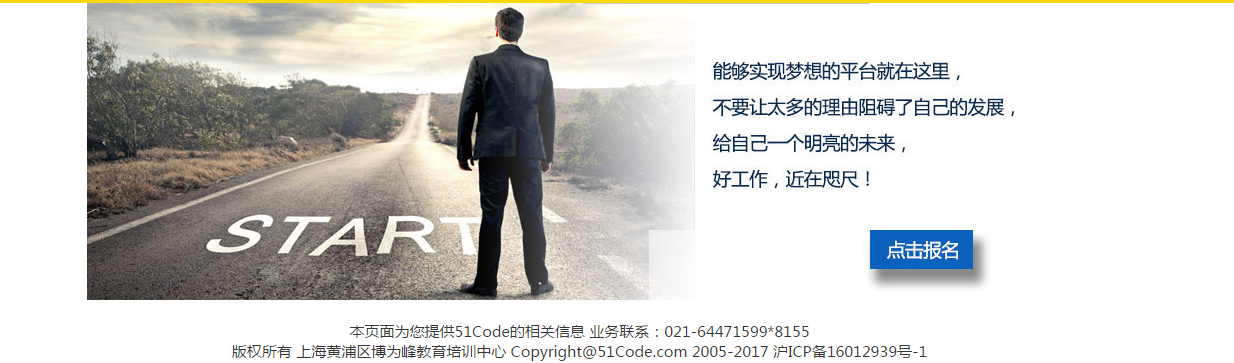 START
能够实现梦想的平台就在这里，
不要让太多的理由阻碍了自己的发展，
给自己一个明亮的未来，
好工作，近在咫尺！
点击报名
本页面为您提供51Code的相关信息 业务联系：021-64471599*8155
版权所有 上海黄浦区博为峰教育培训中心 Copyright@51Code.com 2005-2017 沪ICP备16012939号-1